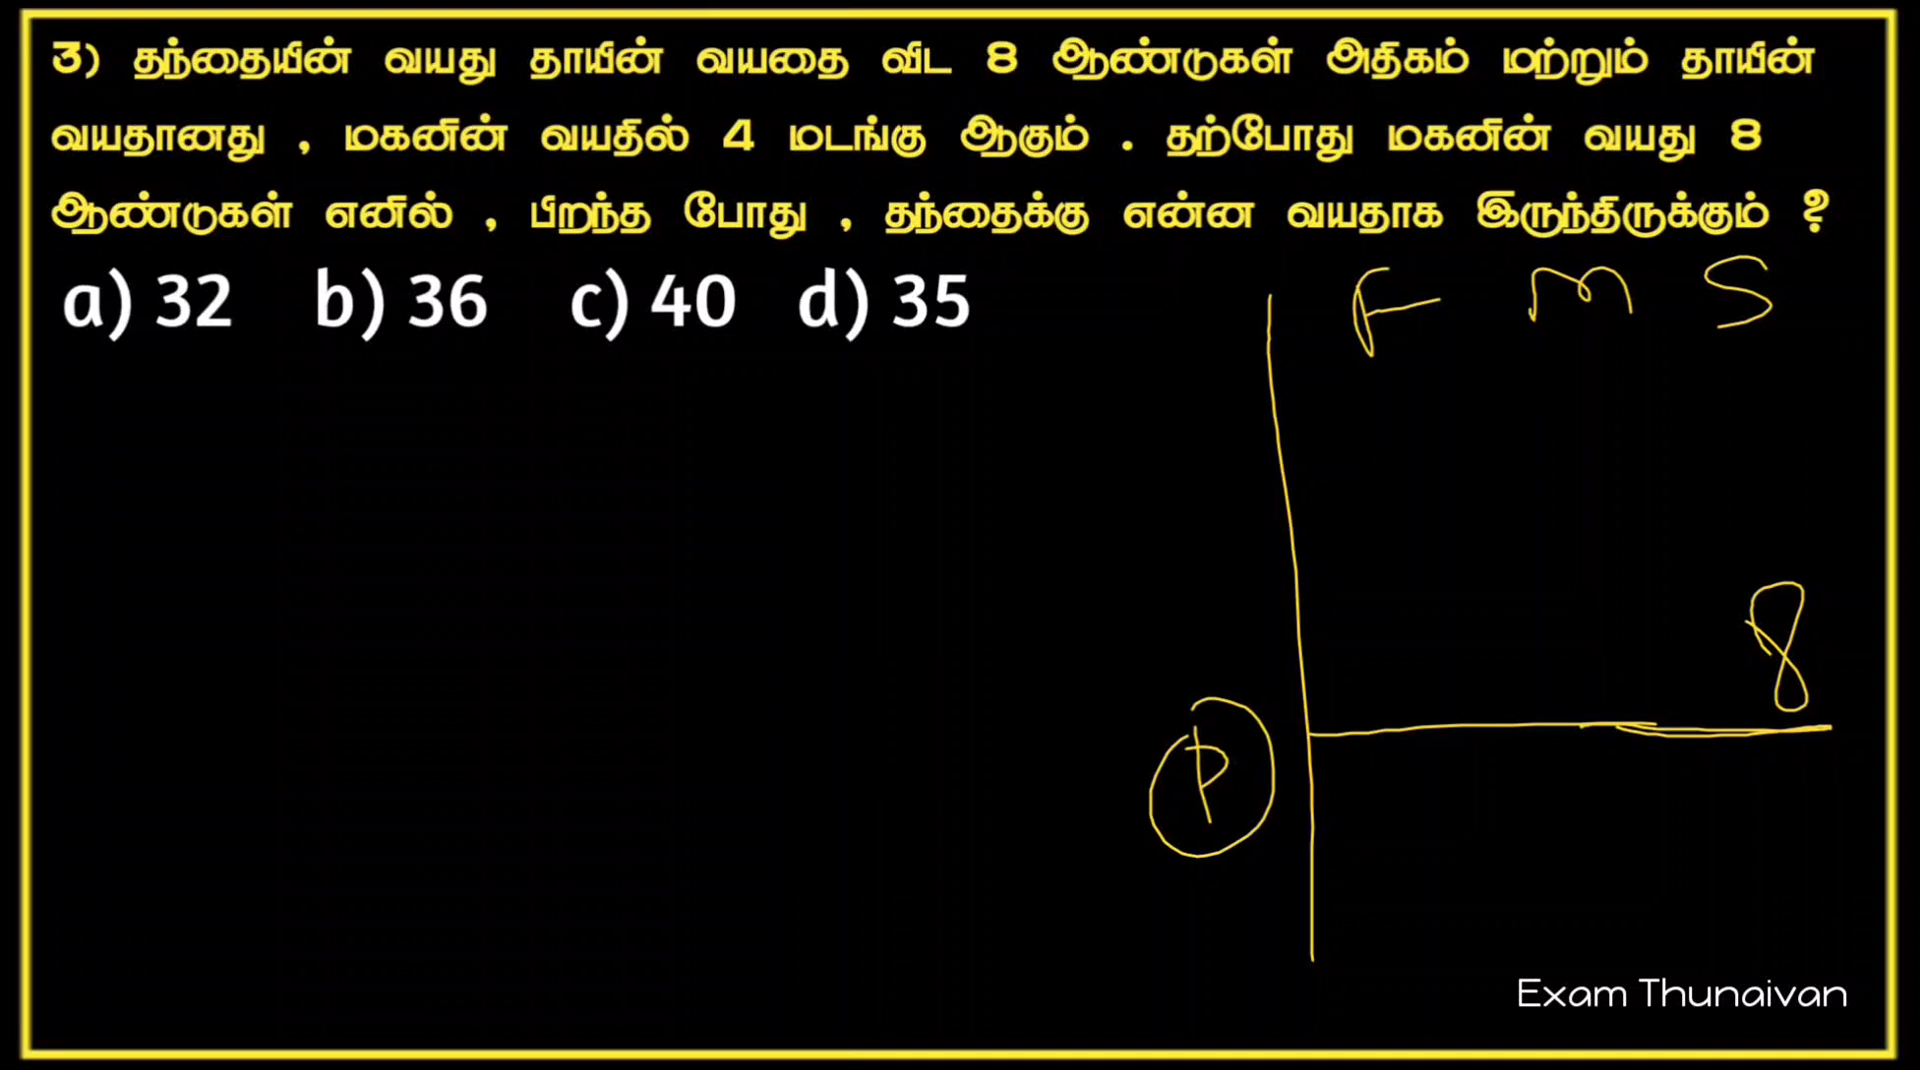 3) தந்தையின் வயது தாயின் வயதை விட 8 ஆண்டுகள் அதிகம் மற்றும் தாயின்
வயதானது , மகனின் வயதில் 4 மடங்கு ஆகும் . தற்போது மகனின் வயது 8
ஆண்டுகள் எனில் , பிறந்த போது , தந்தைக்கு என்ன வயதாக இருந்திருக்கும் ?
a) 32 b) 36 c) 40 d) 35
F M S
8
P
Exam Thunaivan